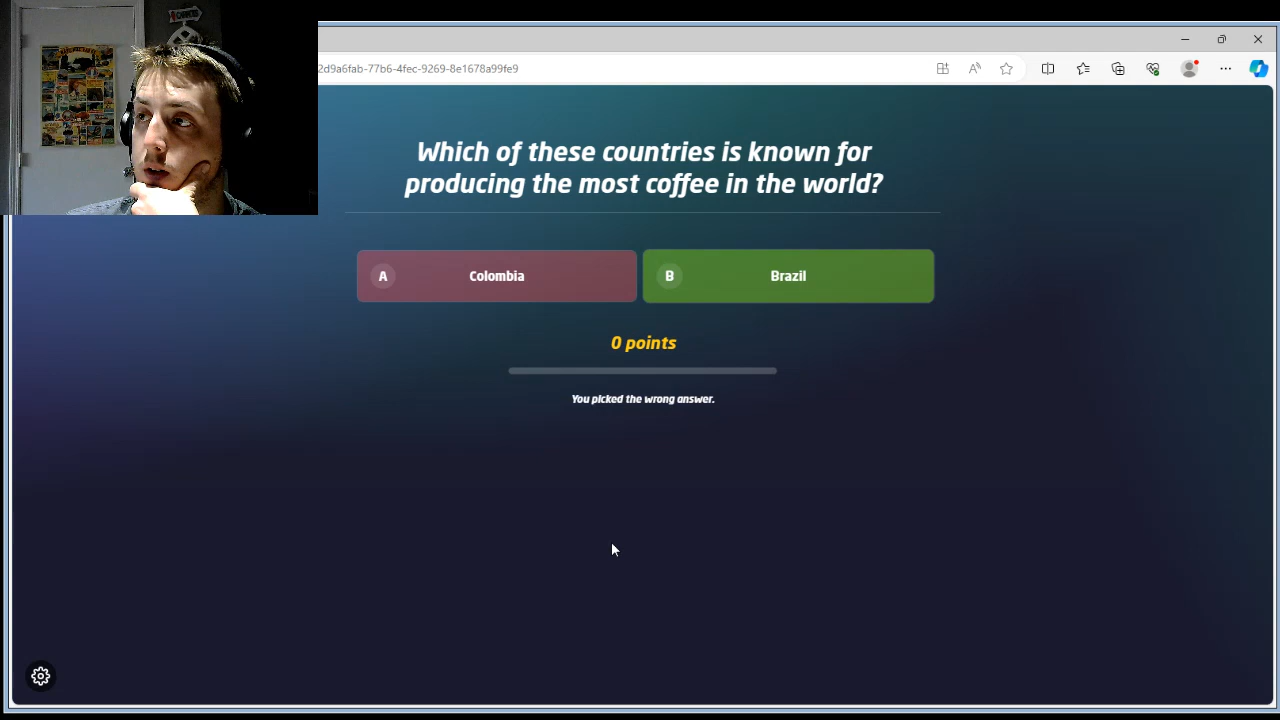 2d9a6fab-77b6-4fec-9269-8e1678a99fe9
Which of these countries is known for
producing the most coffee in the world?
A Colombia
B Brazil
0 points
You picked the wrong answer.